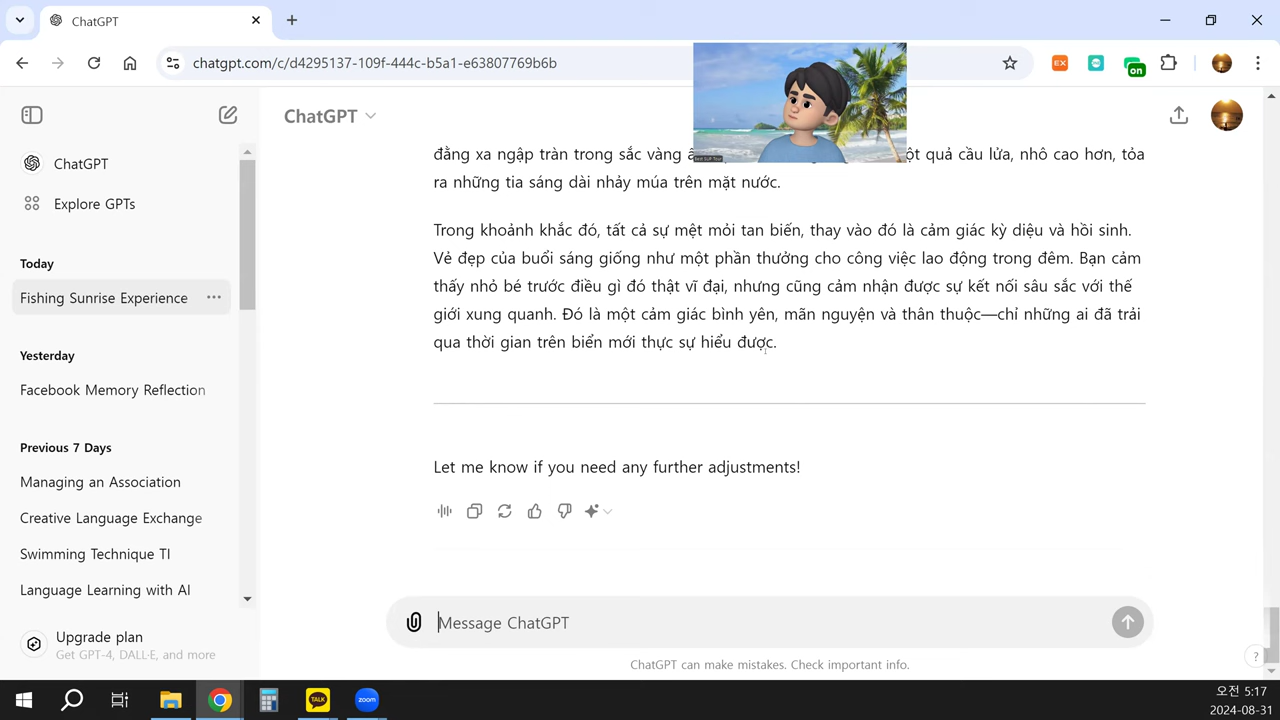 ChatGPT
chatgpt.com/c/d4295137-109f-444c-b5a1-e63807769b6b
EX
on
ChatGPT
ChatGPT
Explore GPTs
Today
Fishing Sunrise Experience
Yesterday
Facebook Memory Reflection
Previous 7 Days
Managing an Association
Creative Language Exchange
Swimming Technique TI
Language Learning with AI
Upgrade plan
Get GPT-4, DALL·E, and more
đẳng xa ngập tràn trong sắc vàng quả cầu lửa, nhô cao hơn, tỏa
ra những tia sáng dài nhảy múa trên mặt nước.
Trong khoảnh khắc đó, tất cả sự mệt mỏi tan biến, thay vào đó là cảm giác kỳ diệu và hồi sinh.
Vẻ đẹp của buổi sáng giống như một phần thưởng cho công việc lao động trong đêm. Bạn cảm
thấy nhỏ bé trước điều gì đó thật vĩ đại, nhưng cũng cảm nhận được sự kết nối sâu sắc với thế
giới xung quanh. Đó là một cảm giác bình yên, mãn nguyện và thân thuộc—chỉ những ai đã trải
qua thời gian trên biển mới thực sự hiểu được.
Let me know if you need any further adjustments!
Message ChatGPT
ChatGPT can make mistakes. Check important info.
?
TALK
zoom
오전 5:17
2024-08-31